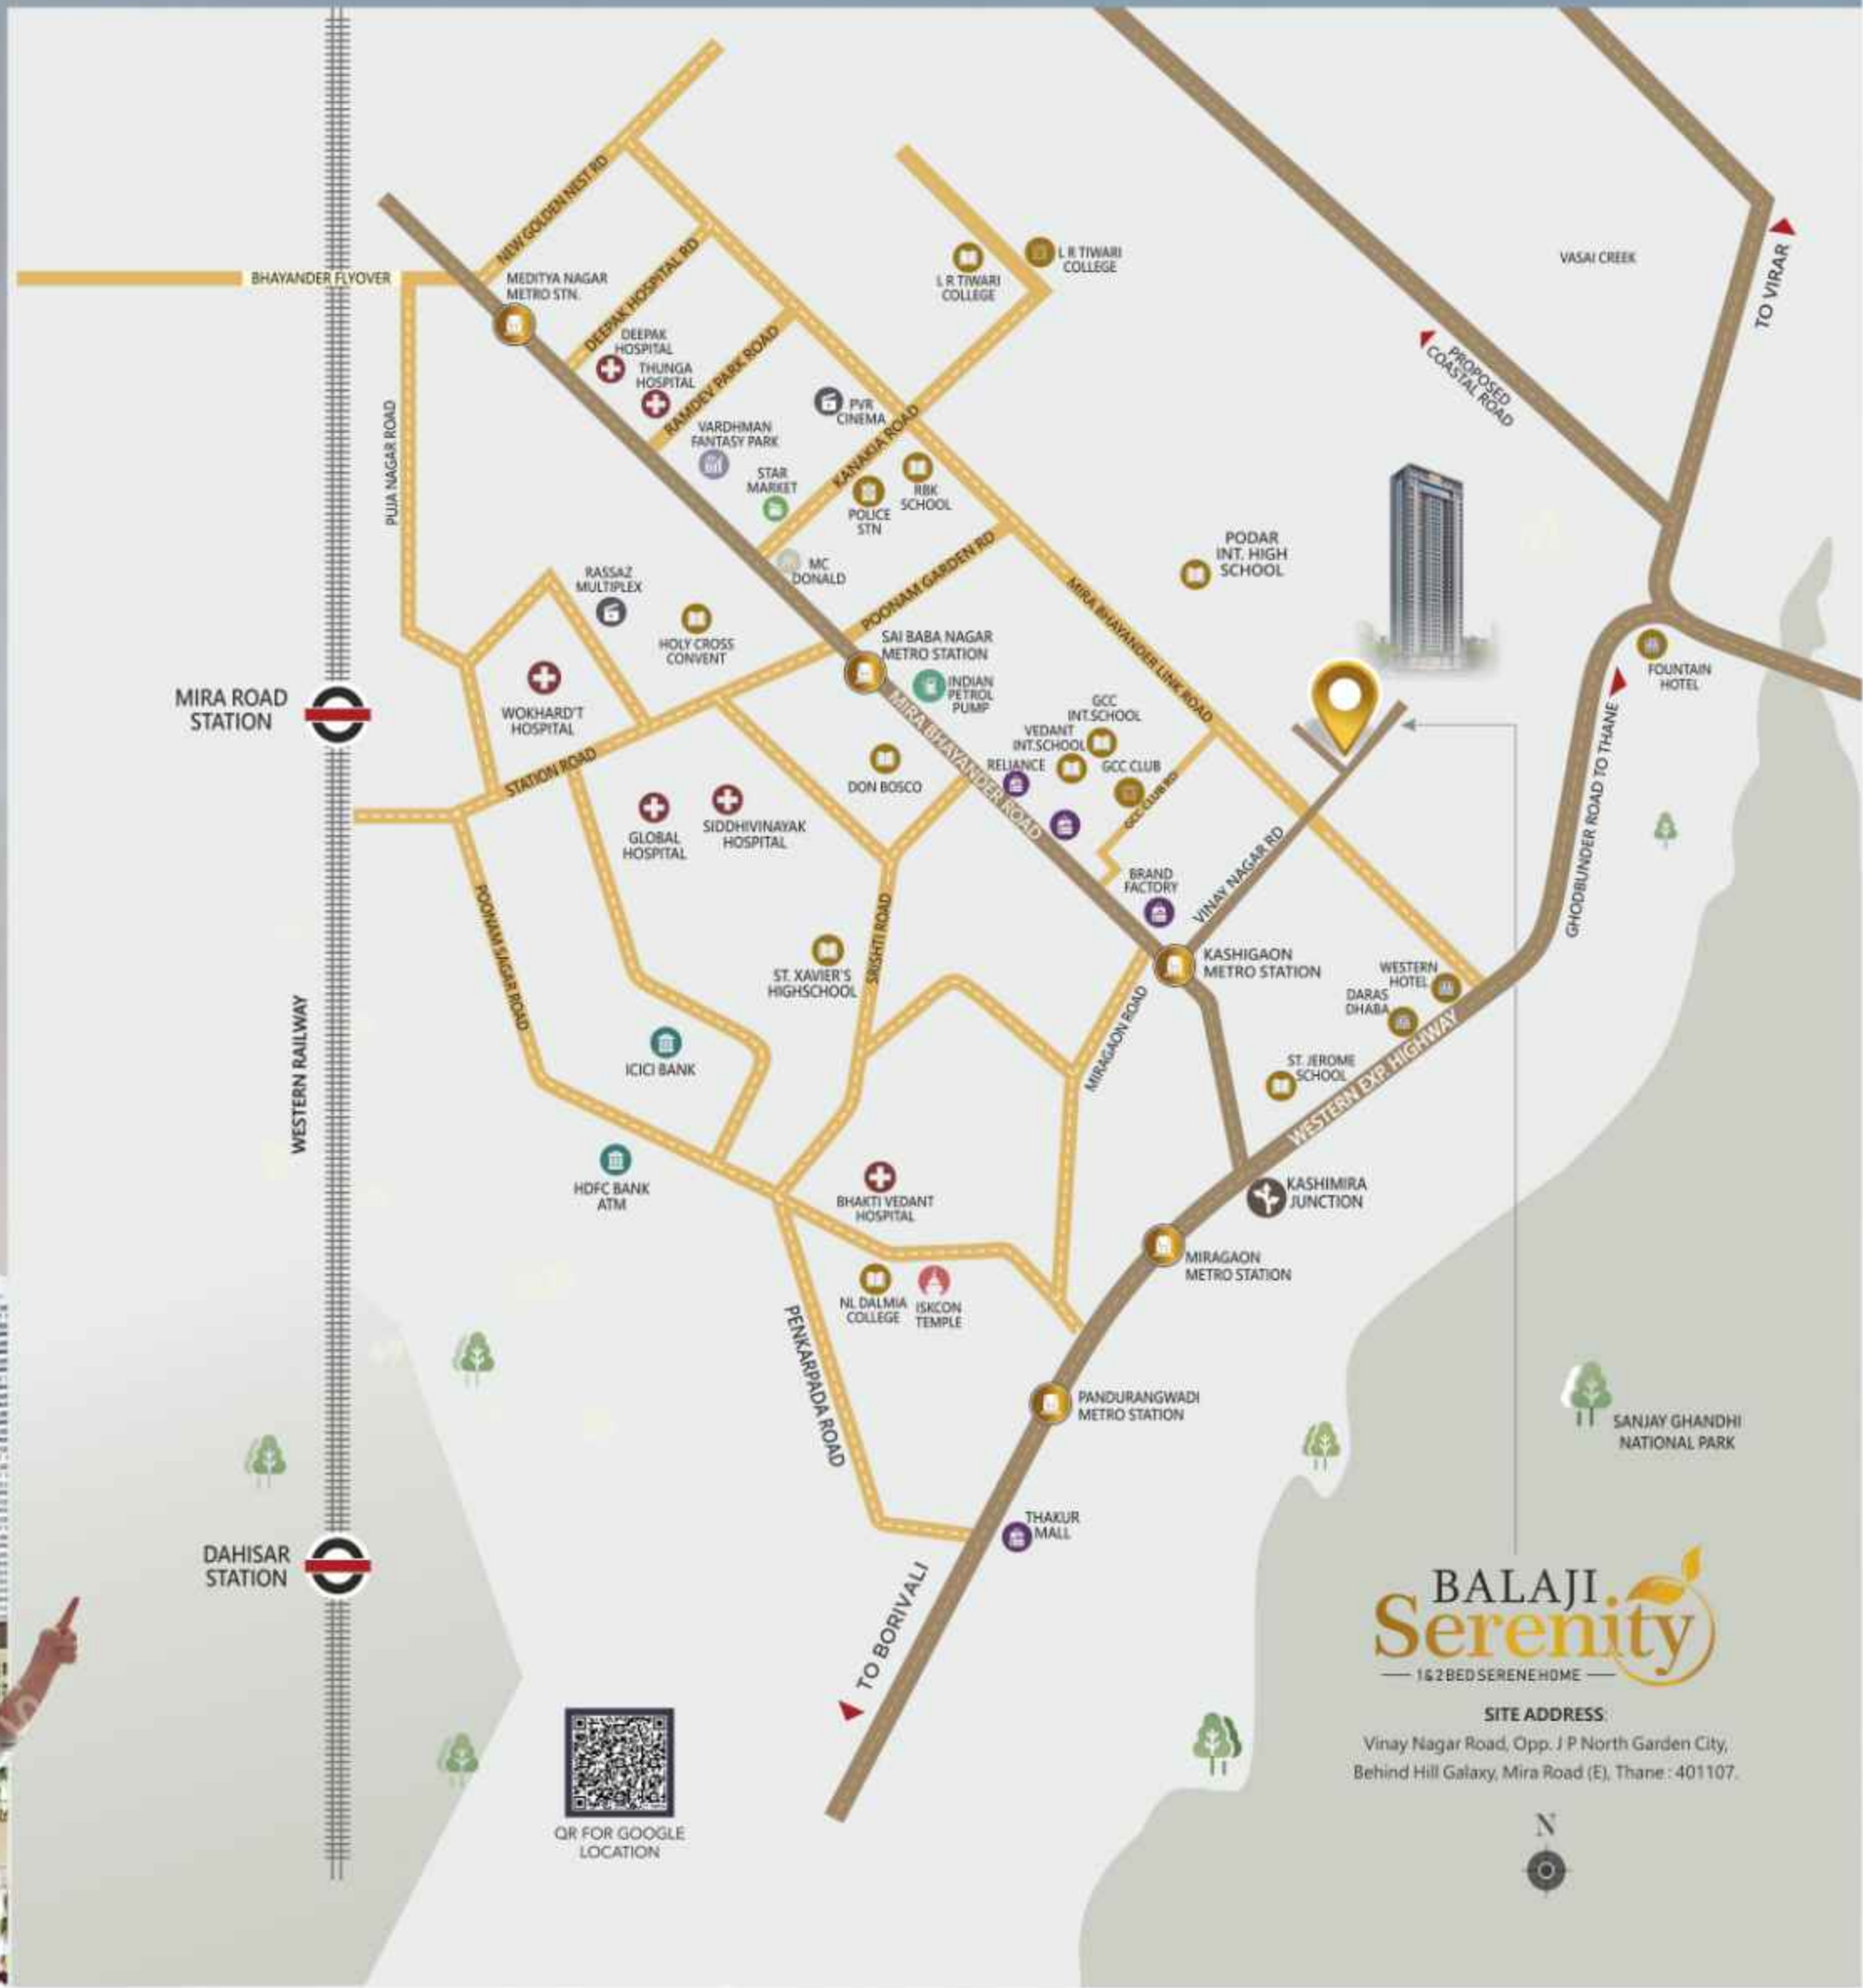 NEW GOLDEN NEST RD
BHAYANDER FLYOVER
MEDITYA NAGAR
METRO STN.
DEEPAK HOSPITAL RD
DEEPAK
HOSPITAL
THUNGA
HOSPITAL
RAMDEV PARK ROAD
L R TIWARI
COLLEGE
L R TIWARI
COLLEGE
VASAI CREEK
TO VIRAR
PROPOSED
COASTAL ROAD
PUJA NAGAR ROAD
VARDHMAN
FANTASY PARK
PVR
CINEMA
KANAKIA ROAD
STAR
MARKET
POLICE
STN
RBK
SCHOOL
MC
DONALD
POONAM GARDEN RD
PODAR
INT. HIGH
SCHOOL
MIRA BHAYANDER LINK ROAD
RASSAZ
MULTIPLEX
HOLY CROSS
CONVENT
SAI BABA NAGAR
METRO STATION
INDIAN
PETROL
PUMP
FOUNTAIN
HOTEL
MIRA ROAD
STATION
WOKHARD'T
HOSPITAL
STATION ROAD
MIRA BHAYANDER ROAD
GCC
INT.SCHOOL
VEDANT
INT.SCHOOL
RELIANCE
GCC CLUB
GCC CLUB RD
DON BOSCO
GLOBAL
HOSPITAL
SIDDHIVINAYAK
HOSPITAL
BRAND
FACTORY
VINAY NAGAR RD
GHODBUNDER ROAD TO THANE
POONAM SAGAR ROAD
SRISHTI ROAD
ST. XAVIER'S
HIGHSCHOOL
KASHIGAON
METRO STATION
WESTERN
HOTEL
DARAS
DHABA
MIRAGAON ROAD
WESTERN RAILWAY
ICICI BANK
ST. JEROME
SCHOOL
WESTERN EXP. HIGHWAY
HDFC BANK
ATM
BHAKTI VEDANT
HOSPITAL
KASHIMIRA
JUNCTION
MIRAGAON
METRO STATION
NL DALMIA
COLLEGE
ISKCON
TEMPLE
PENKARPADA ROAD
PANDURANGWADI
METRO STATION
SANJAY GHANDHI
NATIONAL PARK
THAKUR
MALL
DAHISAR
STATION
TO BORIVALI
BALAJI
Serenity
1 & 2 BED SERENE HOME
SITE ADDRESS:
Vinay Nagar Road, Opp. J P North Garden City,
Behind Hill Galaxy, Mira Road (E), Thane : 401107.
QR FOR GOOGLE
LOCATION
N